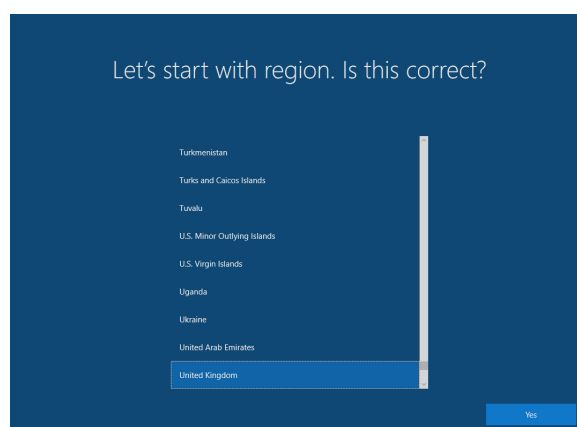 Let's start with region. Is this correct?
Turkmenistan
Turks and Caicos Islands
Tuvalu
U.S. Minor Outlying Islands
U.S. Virgin Islands
Uganda
Ukraine
United Arab Emirates
United Kingdom
Yes